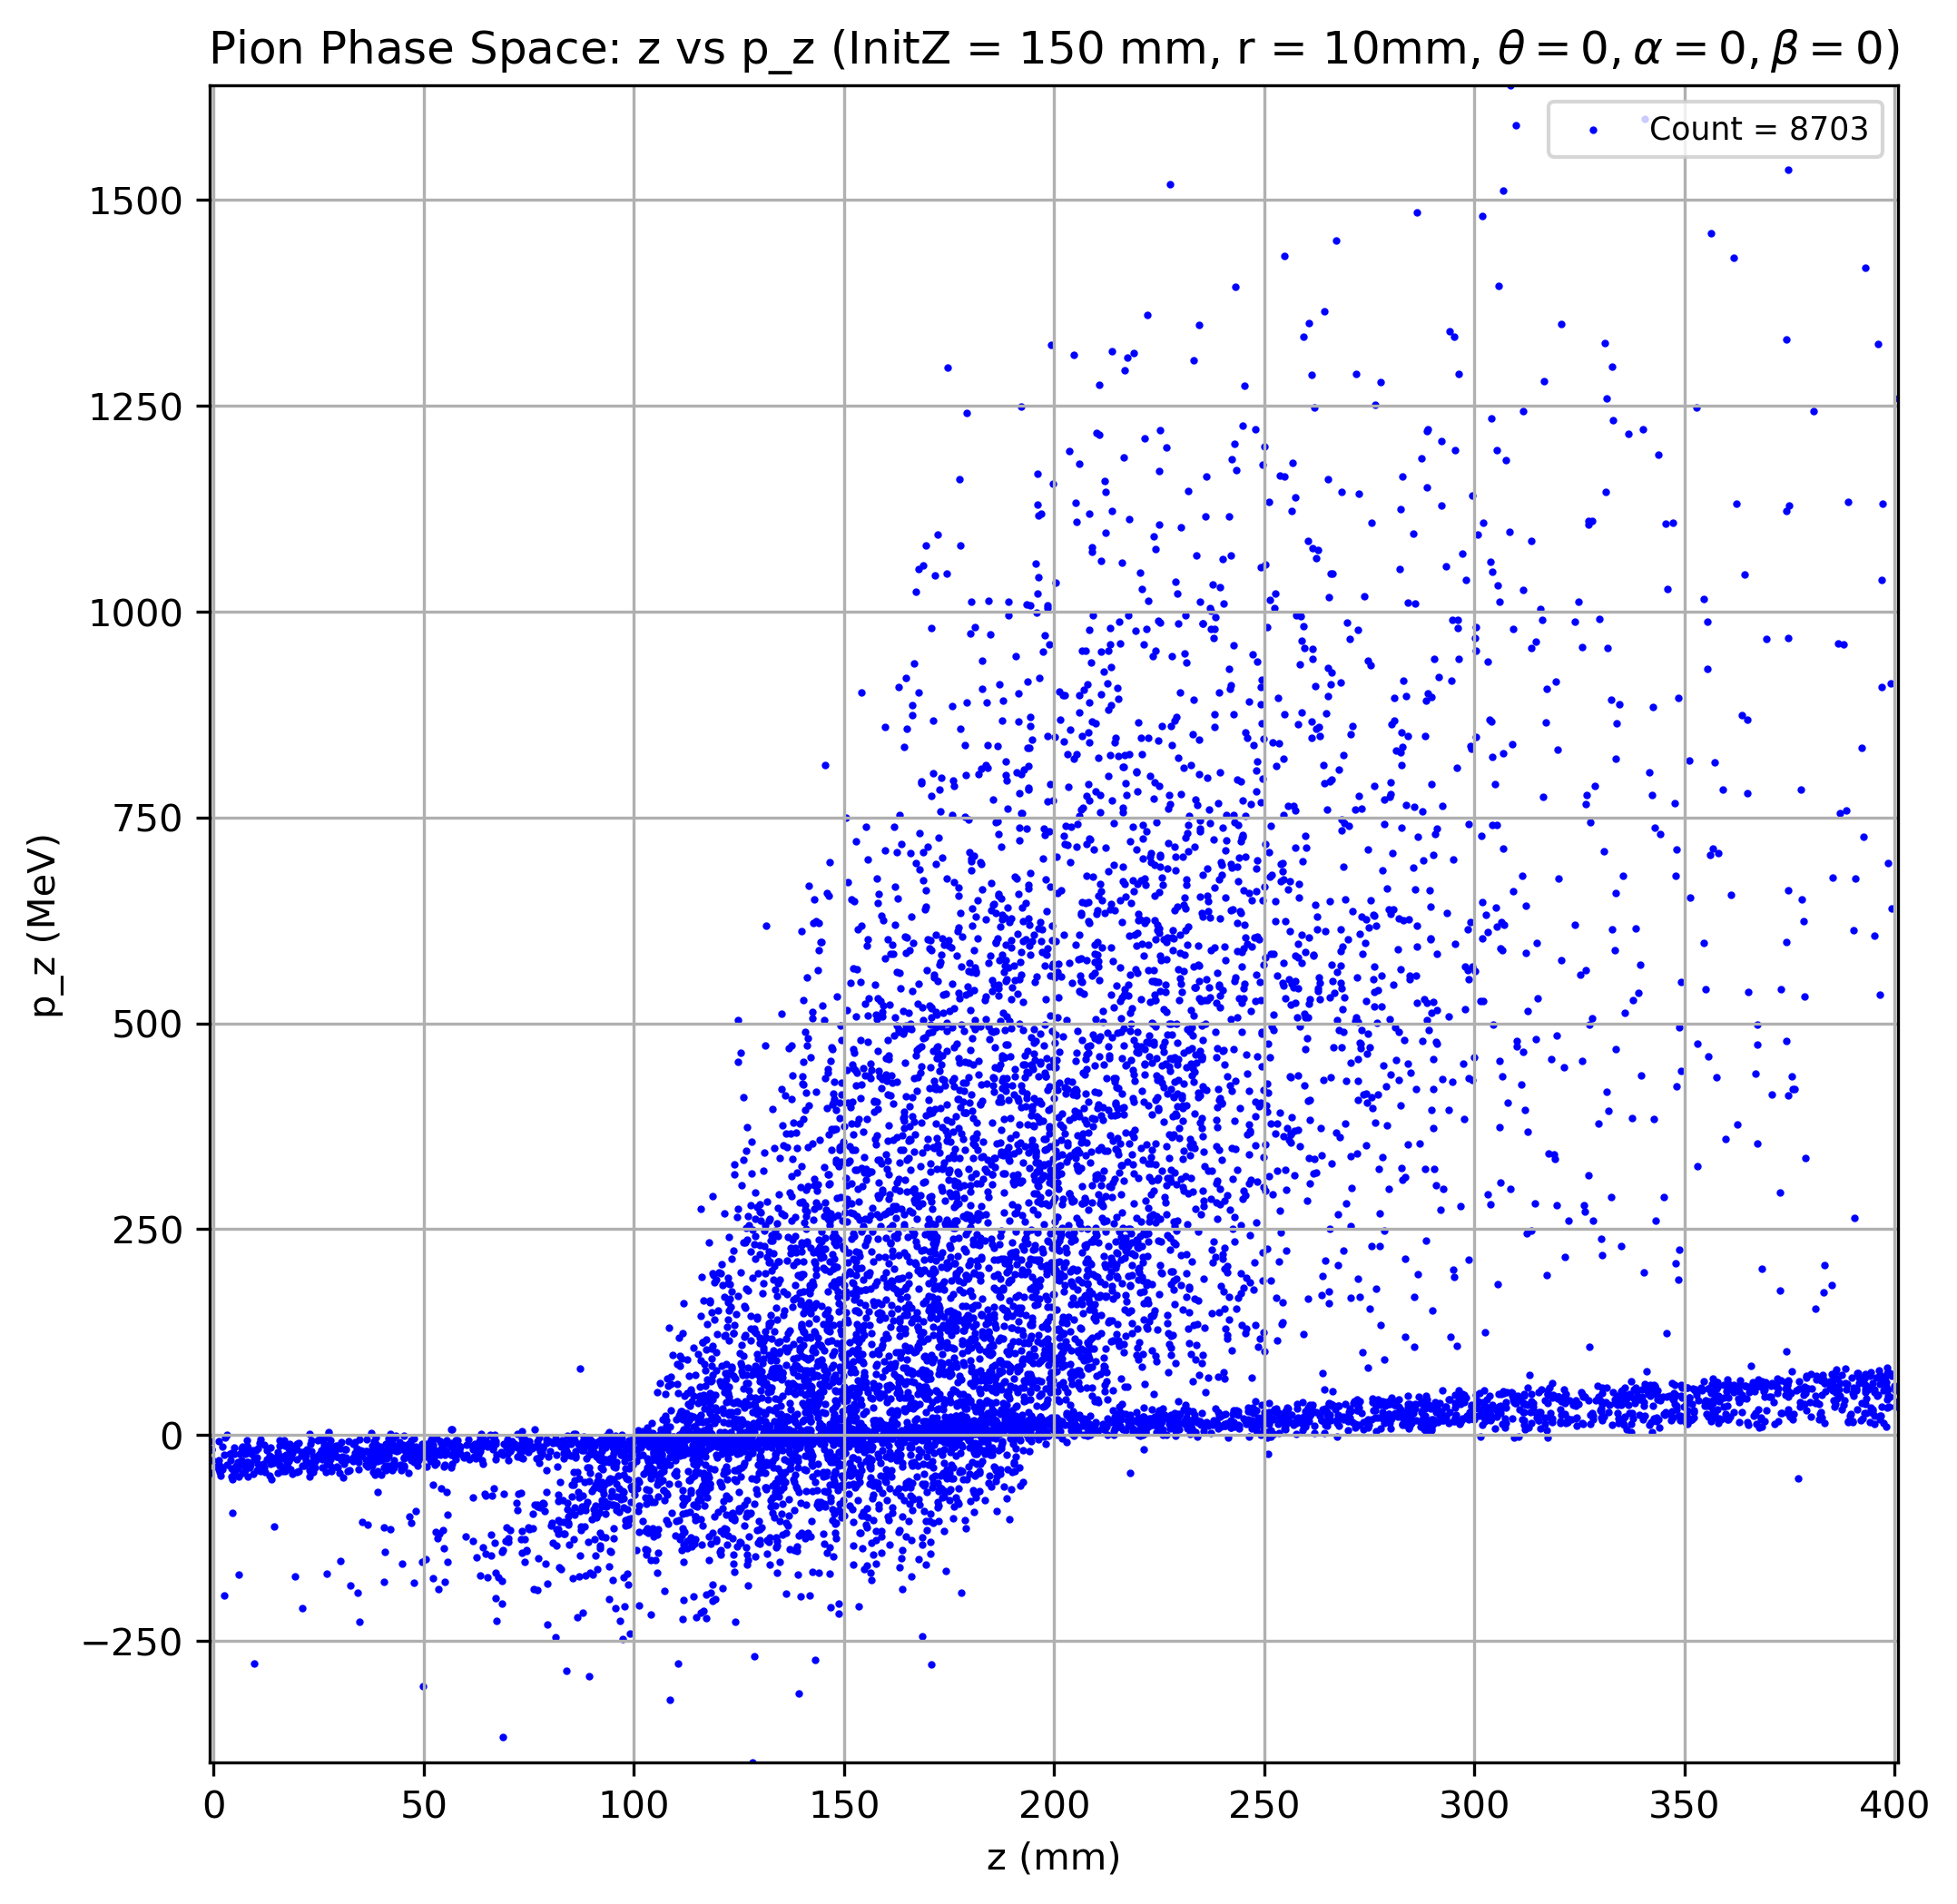 Pion Phase Space: z vs p_z (InitZ = 150 mm, r = 10mm, θ = 0, α = 0, β = 0)
Count = 8703
1500
1250
1000
750
500
250
0
−250
p_z (MeV)
0 50 100 150 200 250 300 350 400
z (mm)